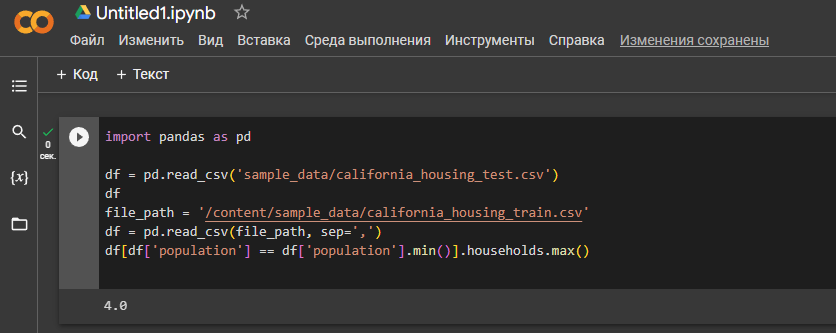 Untitled1.ipynb
Файл Изменить Вид Вставка Среда выполнения Инструменты Справка Изменения сохранены
+ Код + Текст
0
сек.
{x}
import pandas as pd
df = pd.read_csv('sample_data/california_housing_test.csv')
df
file_path = '/content/sample_data/california_housing_train.csv'
df = pd.read_csv(file_path, sep=',')
df[df['population'] == df['population'].min()].households.max()
4.0